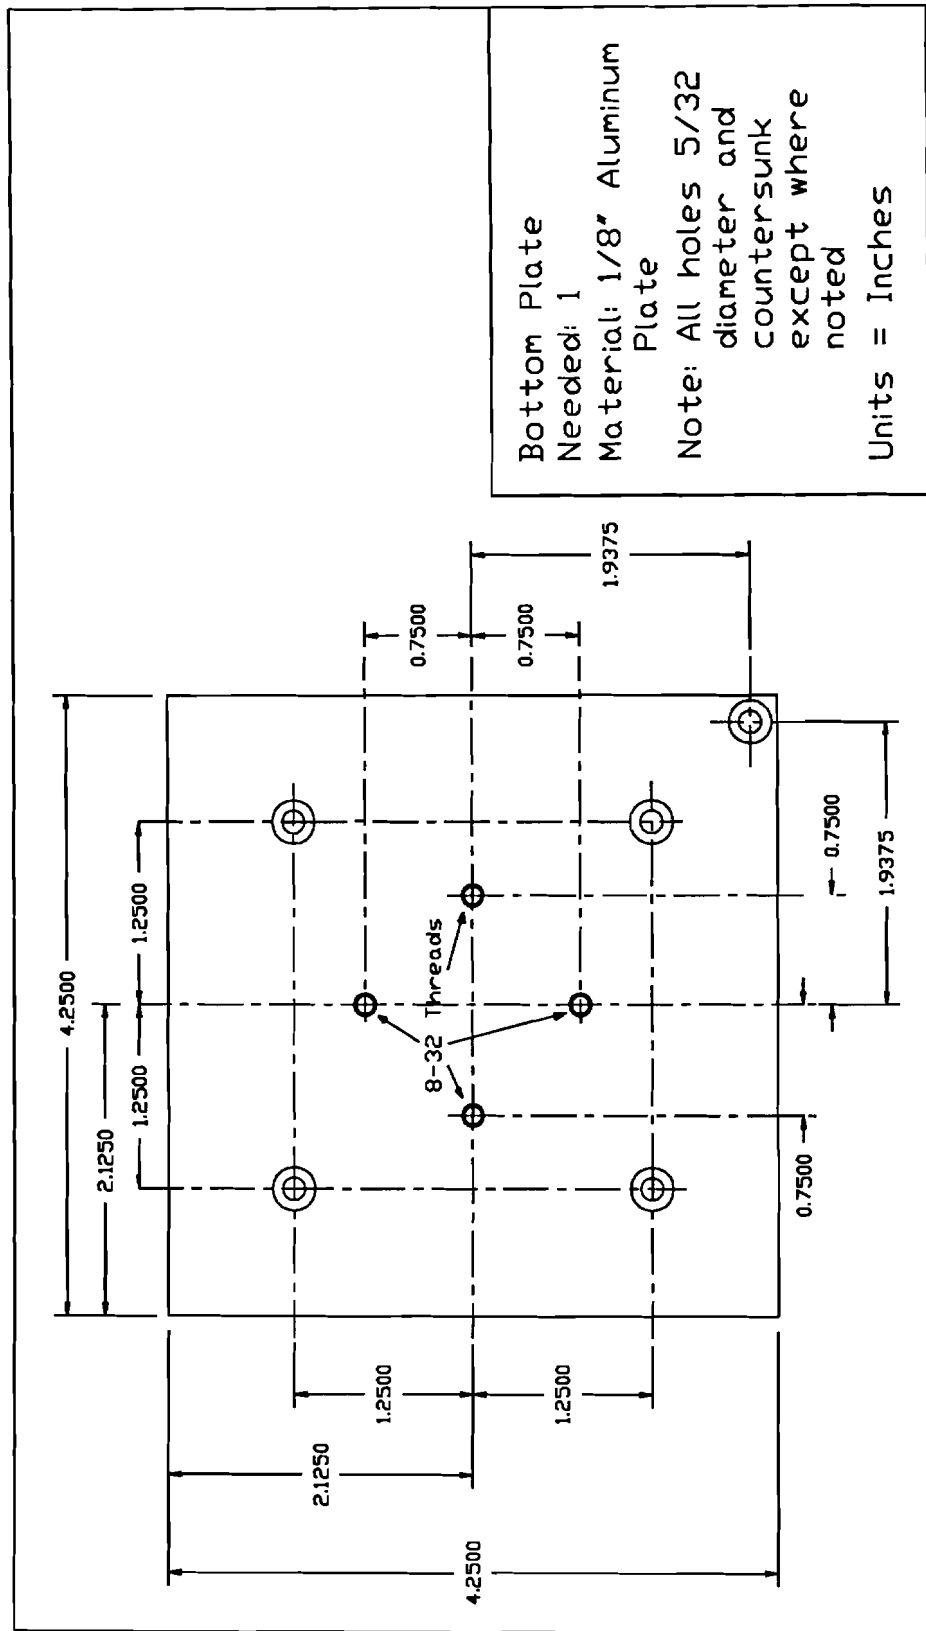 4.2500
2.1250
1.2500
1.2500
0.7500
0.7500
1.9375
8-32 Threads
1.2500
1.2500
2.1250
4.2500
0.7500
0.7500
1.9375
Bottom Plate
Needed: 1
Material: 1/8" Aluminum
Plate
Note: All holes 5/32
diameter and
countersunk
except where
noted
Units = Inches